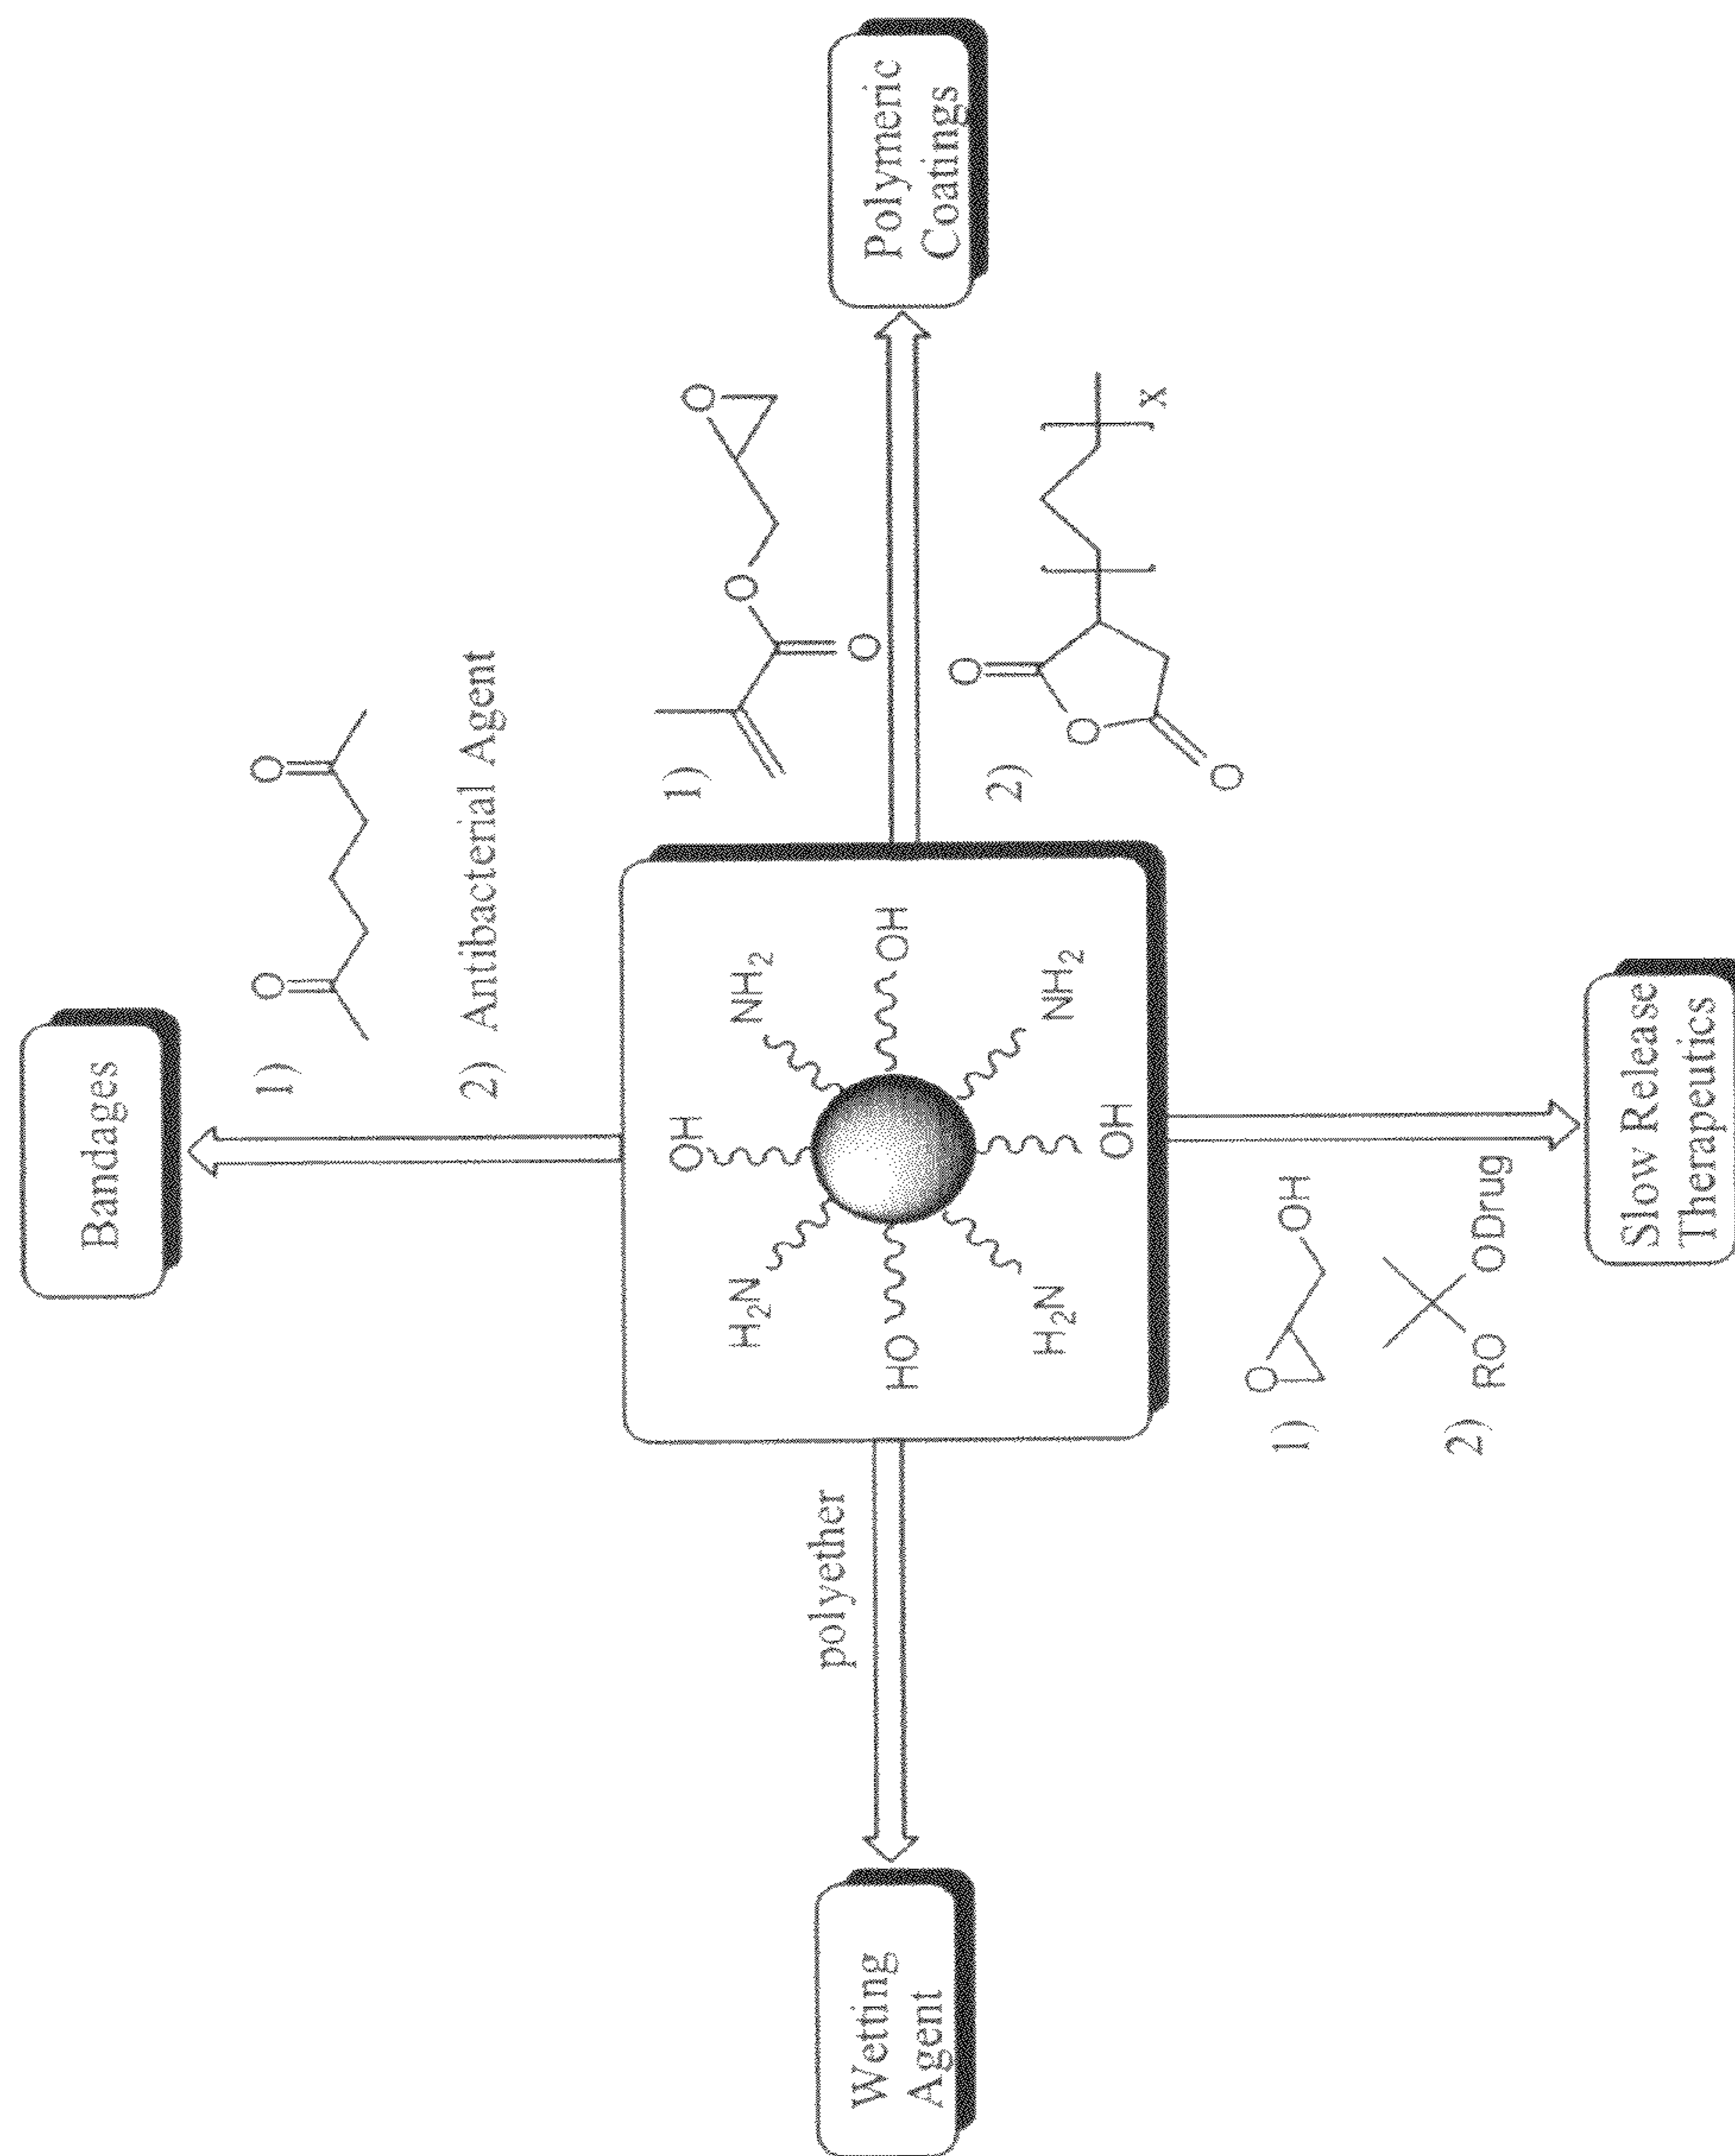 Bandages
1)
O O
2) Antibacterial Agent
polyether
Wetting
Agent
OH
H₂N NH₂
HO OH
H₂N NH₂
OH
1)
O O
O
2)
O
O
O
x
Polymeric
Coatings
1)
O OH
2)
RO ODrug
Slow Release
Therapeutics